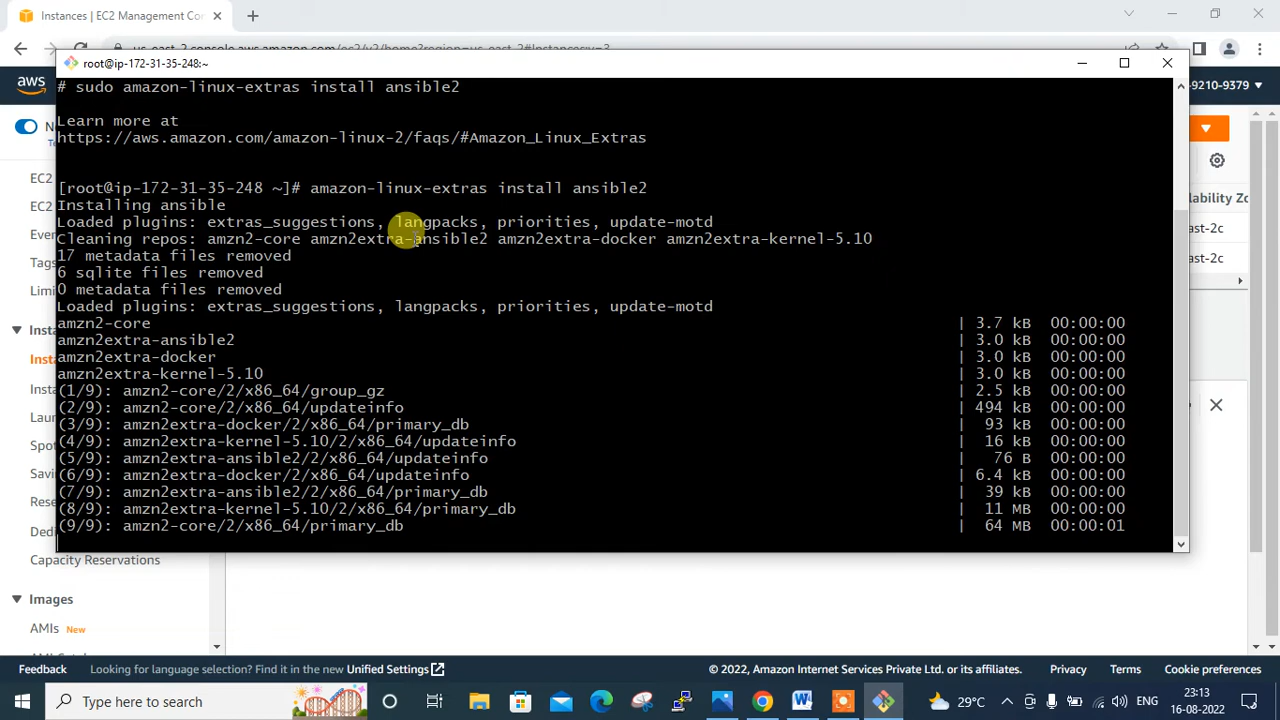 Instances | EC2 Management Con
us-east-2.console.aws.amazon.com/ec2/v2/home?region=us-east-2#Instances:v=3
root@ip-172-31-35-248:~
aws
-9210-9379
# sudo amazon-linux-extras install ansible2
Learn more at
https://aws.amazon.com/amazon-linux-2/faqs/#Amazon_Linux_Extras
[root@ip-172-31-35-248 ~]# amazon-linux-extras install ansible2
Installing ansible
Loaded plugins: extras_suggestions, langpacks, priorities, update-motd
Cleaning repos: amzn2-core amzn2extra-ansible2 amzn2extra-docker amzn2extra-kernel-5.10
17 metadata files removed
6 sqlite files removed
0 metadata files removed
Loaded plugins: extras_suggestions, langpacks, priorities, update-motd
amzn2-core | 3.7 kB 00:00:00
amzn2extra-ansible2 | 3.0 kB 00:00:00
amzn2extra-docker | 3.0 kB 00:00:00
amzn2extra-kernel-5.10 | 3.0 kB 00:00:00
(1/9): amzn2-core/2/x86_64/group_gz | 2.5 kB 00:00:00
(2/9): amzn2-core/2/x86_64/updateinfo | 494 kB 00:00:00
(3/9): amzn2extra-docker/2/x86_64/primary_db | 93 kB 00:00:00
(4/9): amzn2extra-kernel-5.10/2/x86_64/updateinfo | 16 kB 00:00:00
(5/9): amzn2extra-ansible2/2/x86_64/updateinfo | 76 B 00:00:00
(6/9): amzn2extra-docker/2/x86_64/updateinfo | 6.4 kB 00:00:00
(7/9): amzn2extra-ansible2/2/x86_64/primary_db | 39 kB 00:00:00
(8/9): amzn2extra-kernel-5.10/2/x86_64/primary_db | 11 MB 00:00:00
(9/9): amzn2-core/2/x86_64/primary_db | 64 MB 00:00:01
Ne
Te
EC2
EC2
Ever
Tags
Limi
Insta
Inst
Inst
Laun
Spot
Savi
Rese
Dedi
Capacity Reservations
Images
AMIs New
lability Zo
ast-2c
ast-2c
Feedback
Looking for language selection? Find it in the new Unified Settings
© 2022, Amazon Internet Services Private Ltd. or its affiliates.
Privacy
Terms
Cookie preferences
Type here to search
29°C
ENG
23:13
16-08-2022